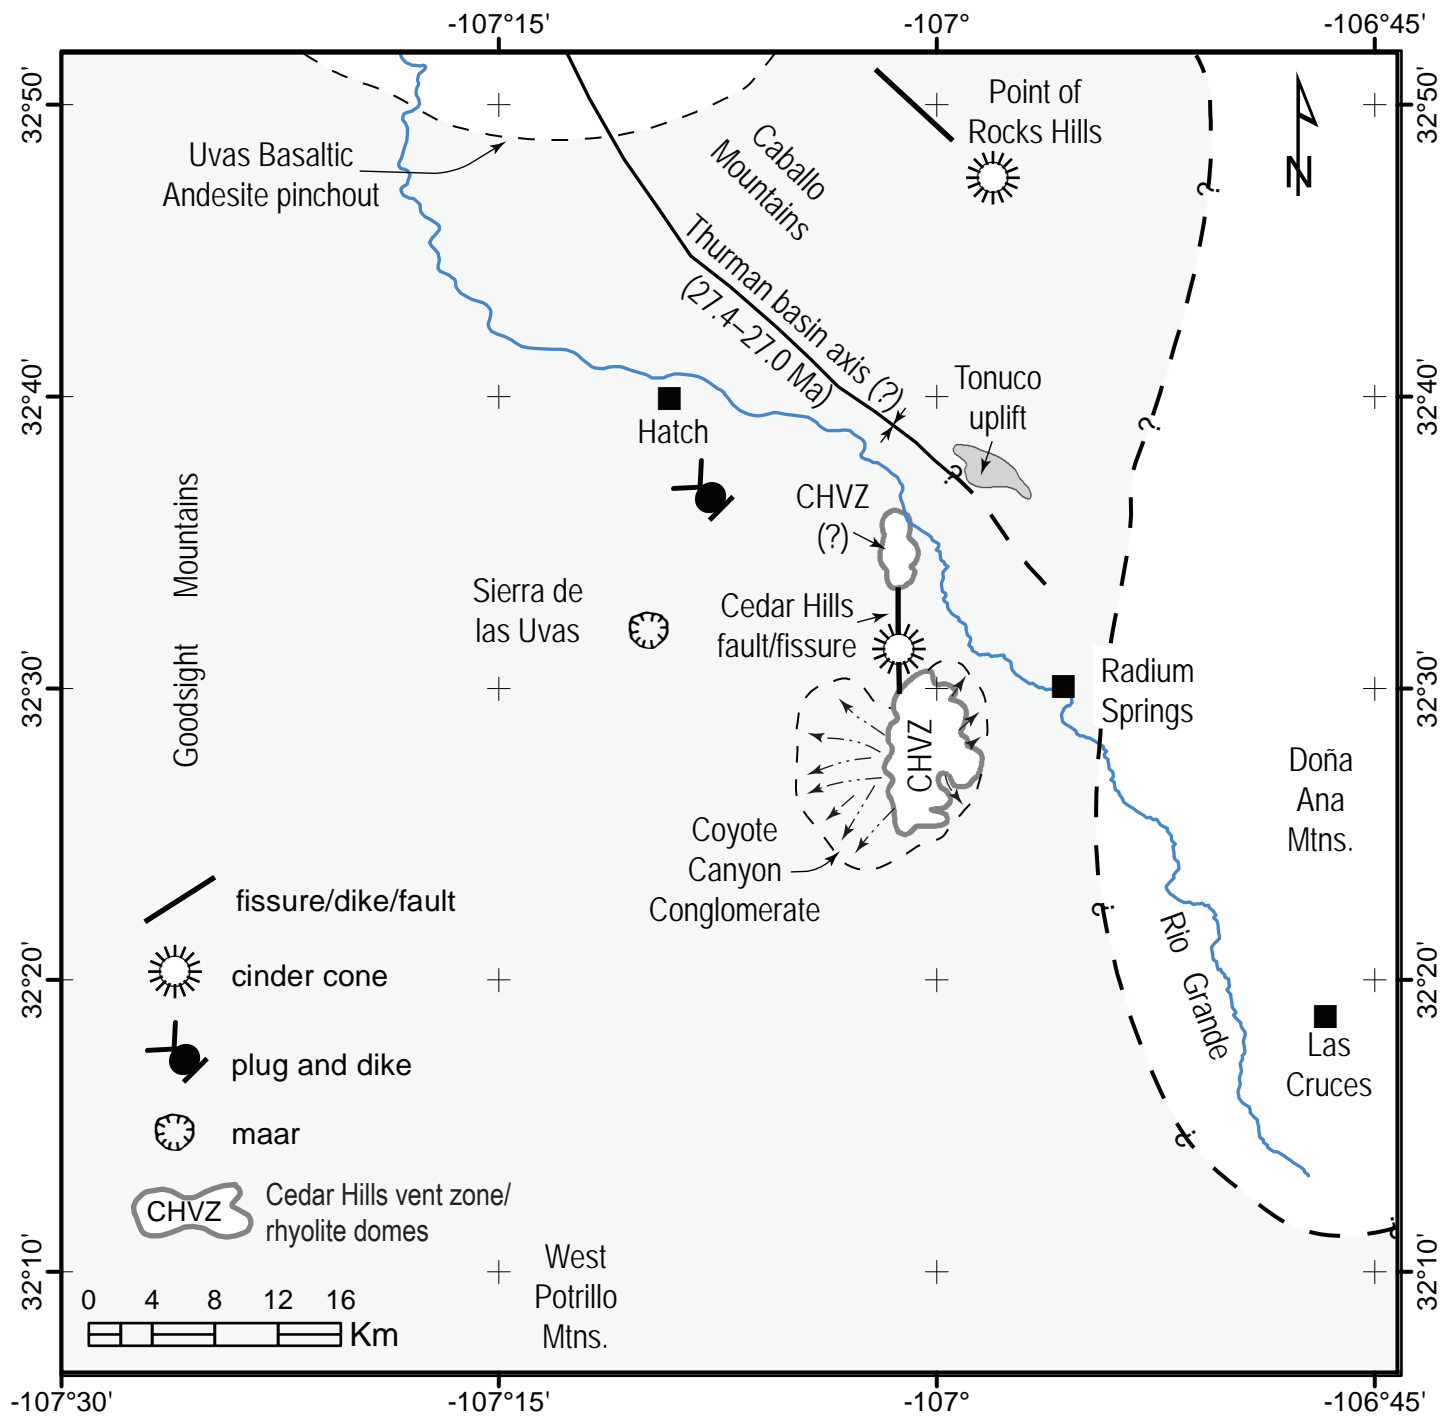 -107°15'
-107°
-106°45'
32°50'
32°50'
Point of
Rocks Hills
N
Uvas Basaltic
Andesite pinchout
Caballo
Mountains
?
Thurman basin axis (?)
(27.4–27.0 Ma)
32°40'
32°40'
Tonuco
uplift
?
Hatch
?
CHVZ
(?)
Goodsight Mountains
Sierra de
las Uvas
Cedar Hills
fault/fissure
32°30'
32°30'
Radium
Springs
CHVZ
Doña
Ana
Mtns.
Coyote
Canyon
Conglomerate
fissure/dike/fault
?
Rio Grande
cinder cone
32°20'
32°20'
Las
Cruces
plug and dike
maar
?
CHVZ
Cedar Hills vent zone/
rhyolite domes
?
32°10'
32°10'
West
Potrillo
Mtns.
0 4 8 12 16
Km
-107°30'
-107°15'
-107°
-106°45'